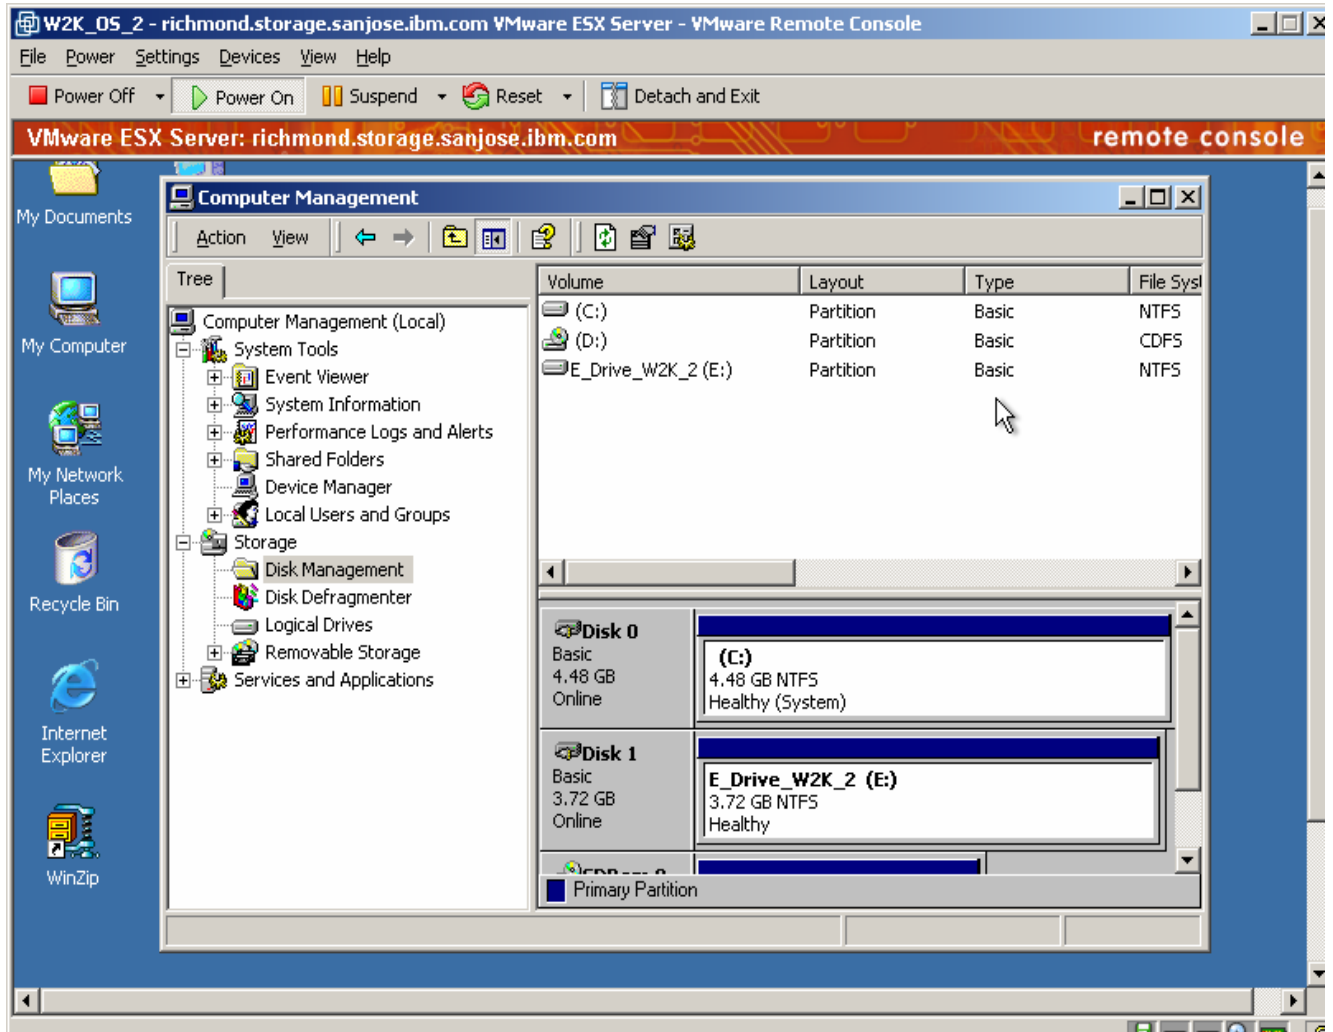 W2K_OS_2 - richmond.storage.sanjose.ibm.com VMware ESX Server - VMware Remote Console
File Power Settings Devices View Help
Power Off Power On Suspend Reset Detach and Exit
VMware ESX Server: richmond.storage.sanjose.ibm.com remote console
My Documents
My Computer
My Network
Places
Recycle Bin
Internet
Explorer
WinZip
Computer Management
Action View
Tree
Computer Management (Local)
System Tools
Event Viewer
System Information
Performance Logs and Alerts
Shared Folders
Device Manager
Local Users and Groups
Storage
Disk Management
Disk Defragmenter
Logical Drives
Removable Storage
Services and Applications
Volume Layout Type File Syst
(C:) Partition Basic NTFS
(D:) Partition Basic CDFS
E_Drive_W2K_2 (E:) Partition Basic NTFS
Disk 0
Basic
4.48 GB
Online
(C:)
4.48 GB NTFS
Healthy (System)
Disk 1
Basic
3.72 GB
Online
E_Drive_W2K_2 (E:)
3.72 GB NTFS
Healthy
CDRom 0
Primary Partition